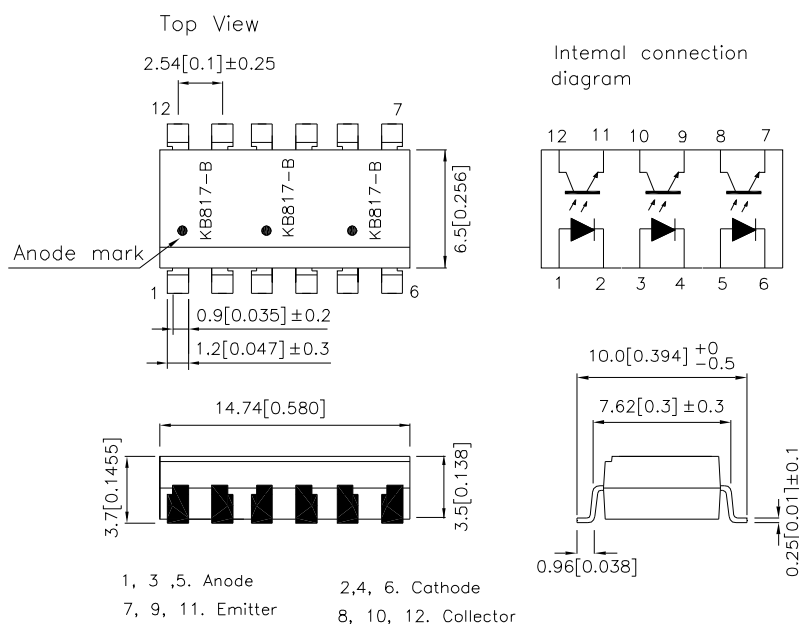 Top View
2.54[0.1]±0.25
12
7
KB817-B
KB817-B
KB817-B
6.5[0.256]
Anode mark
1
6
0.9[0.035]±0.2
1.2[0.047]±0.3
Internal connection
diagram
12 11 10 9 8 7
1 2 3 4 5 6
14.74[0.580]
3.7[0.1455]
3.5[0.138]
10.0[0.394] +0
-0.5
7.62[0.3]±0.3
0.25[0.01]±0.1
0.96[0.038]
1, 3 ,5. Anode
2,4, 6. Cathode
7, 9, 11. Emitter
8, 10, 12. Collector